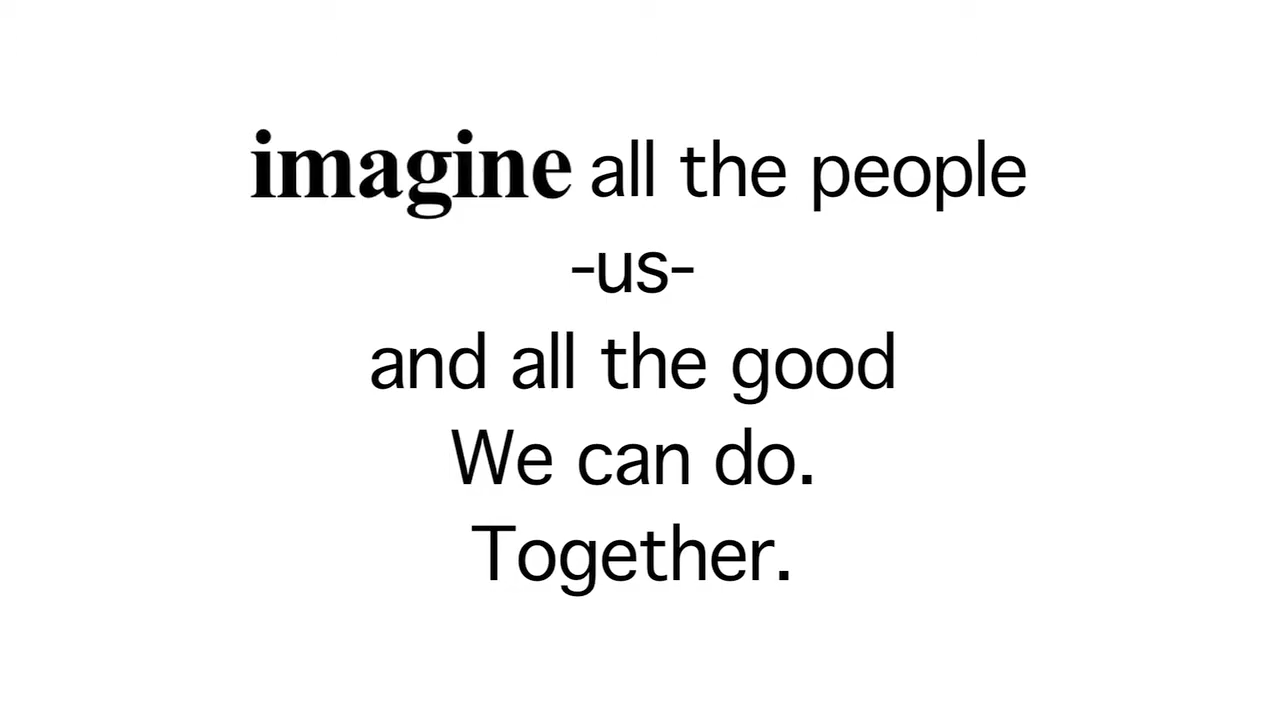 imagine all the people
-us-
and all the good
We can do.
Together.